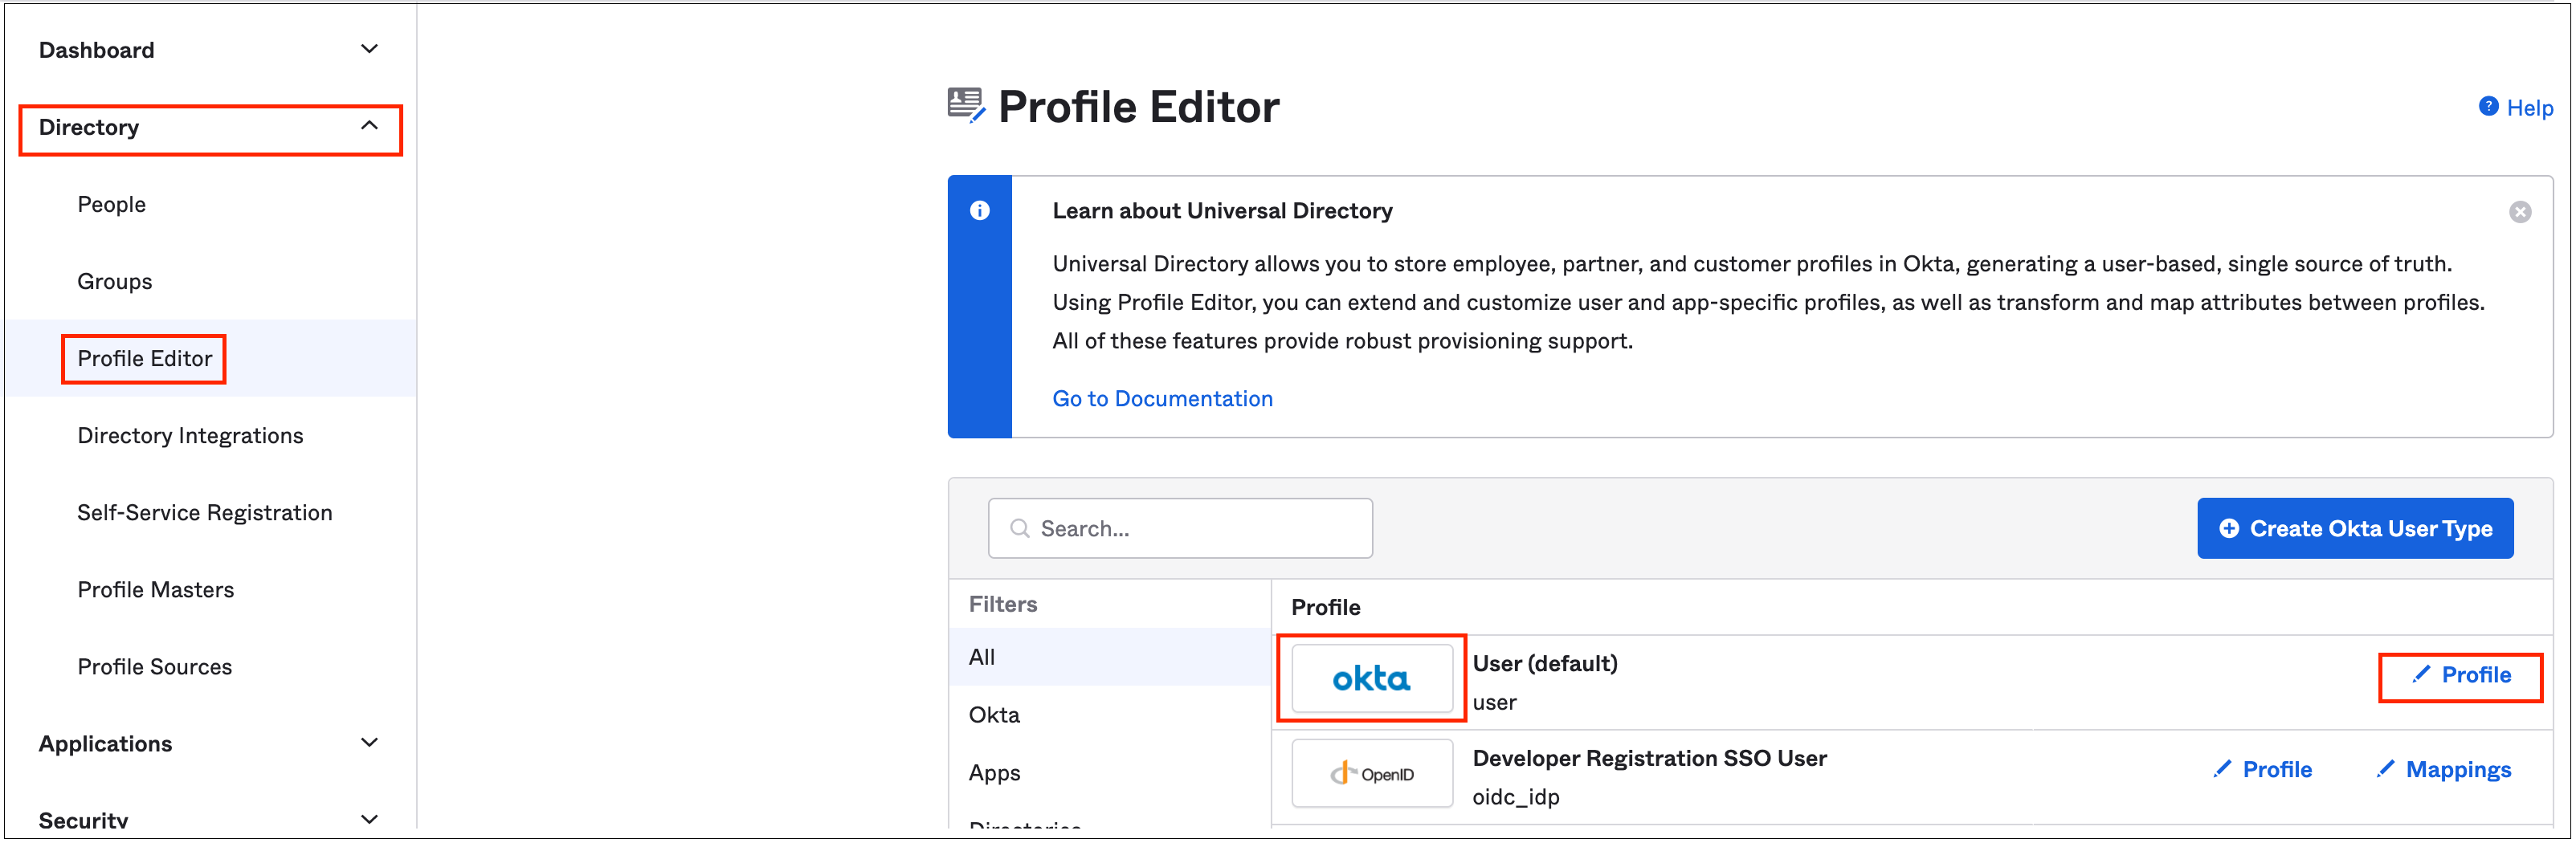 Dashboard
Directory
People
Groups
Profile Editor
Directory Integrations
Self-Service Registration
Profile Masters
Profile Sources
Applications
Security
Profile Editor
Help
Learn about Universal Directory
Universal Directory allows you to store employee, partner, and customer profiles in Okta, generating a user-based, single source of truth.
Using Profile Editor, you can extend and customize user and app-specific profiles, as well as transform and map attributes between profiles.
All of these features provide robust provisioning support.
Go to Documentation
Search...
Create Okta User Type
Filters
All
Okta
Apps
Directories
Profile
okta
User (default)
user
Profile
OpenID
Developer Registration SSO User
oidc_idp
Profile
Mappings